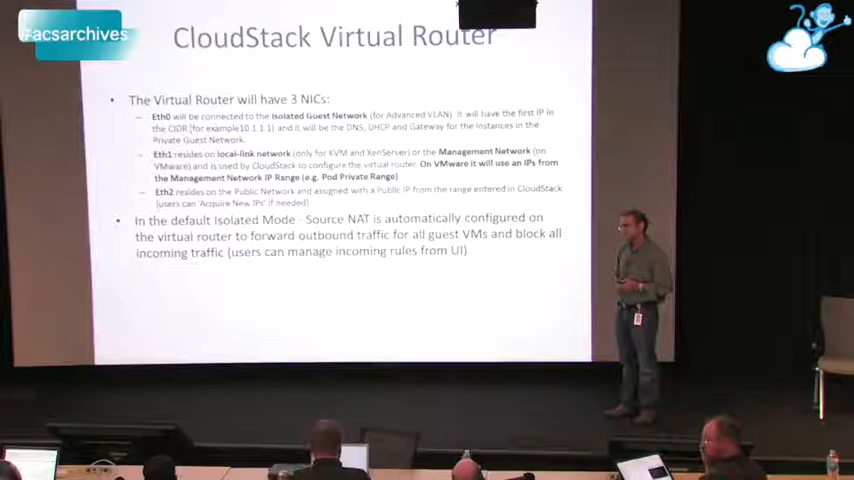 #acsarchives
CloudStack Virtual Router
• The Virtual Router will have 3 NICs:
– Eth0 will be connected to the Isolated Guest Network (for Advanced VLAN). It will have the first IP in
the CIDR (for example10.1.1.1) and it will be the DNS, DHCP and Gateway for the Instances in the
Private Guest Network.
– Eth1 resides on local-link network (only for KVM and XenServer) or the Management Network (on
VMware) and is used by CloudStack to configure the virtual router. On VMware it will use an IPs from
the Management Network IP Range (e.g. Pod Private Range)
– Eth2 resides on the Public Network and assigned with a Public IP from the range entered in CloudStack
(users can 'Acquire New IPs' if needed)
• In the default Isolated Mode - Source NAT is automatically configured on
the virtual router to forward outbound traffic for all guest VMs and block all
incoming traffic (users can manage incoming rules from UI)